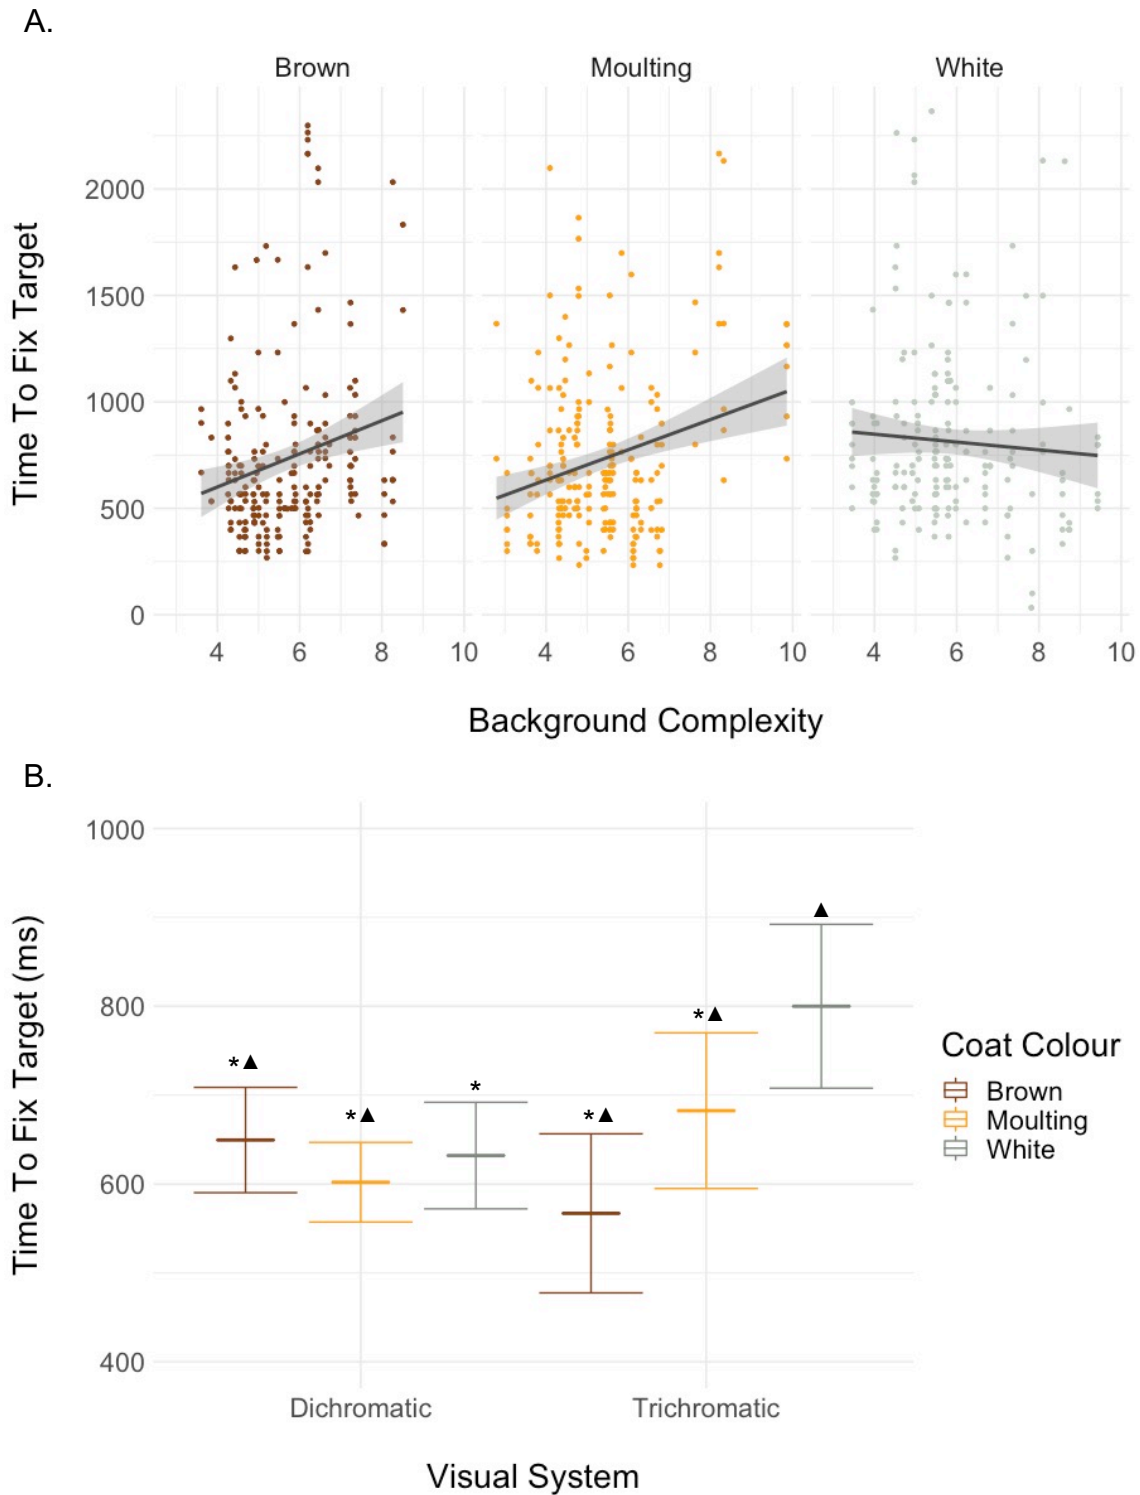 A.
Brown Moulting White
Time To Fix Target
2000
1500
1000
500
0
4 6 8 10 4 6 8 10 4 6 8 10
Background Complexity
B.
Time To Fix Target (ms)
1000
800
600
400
*▲
*▲
*
*▲
*▲
▲
Coat Colour
Brown
Moulting
White
Dichromatic Trichromatic
Visual System